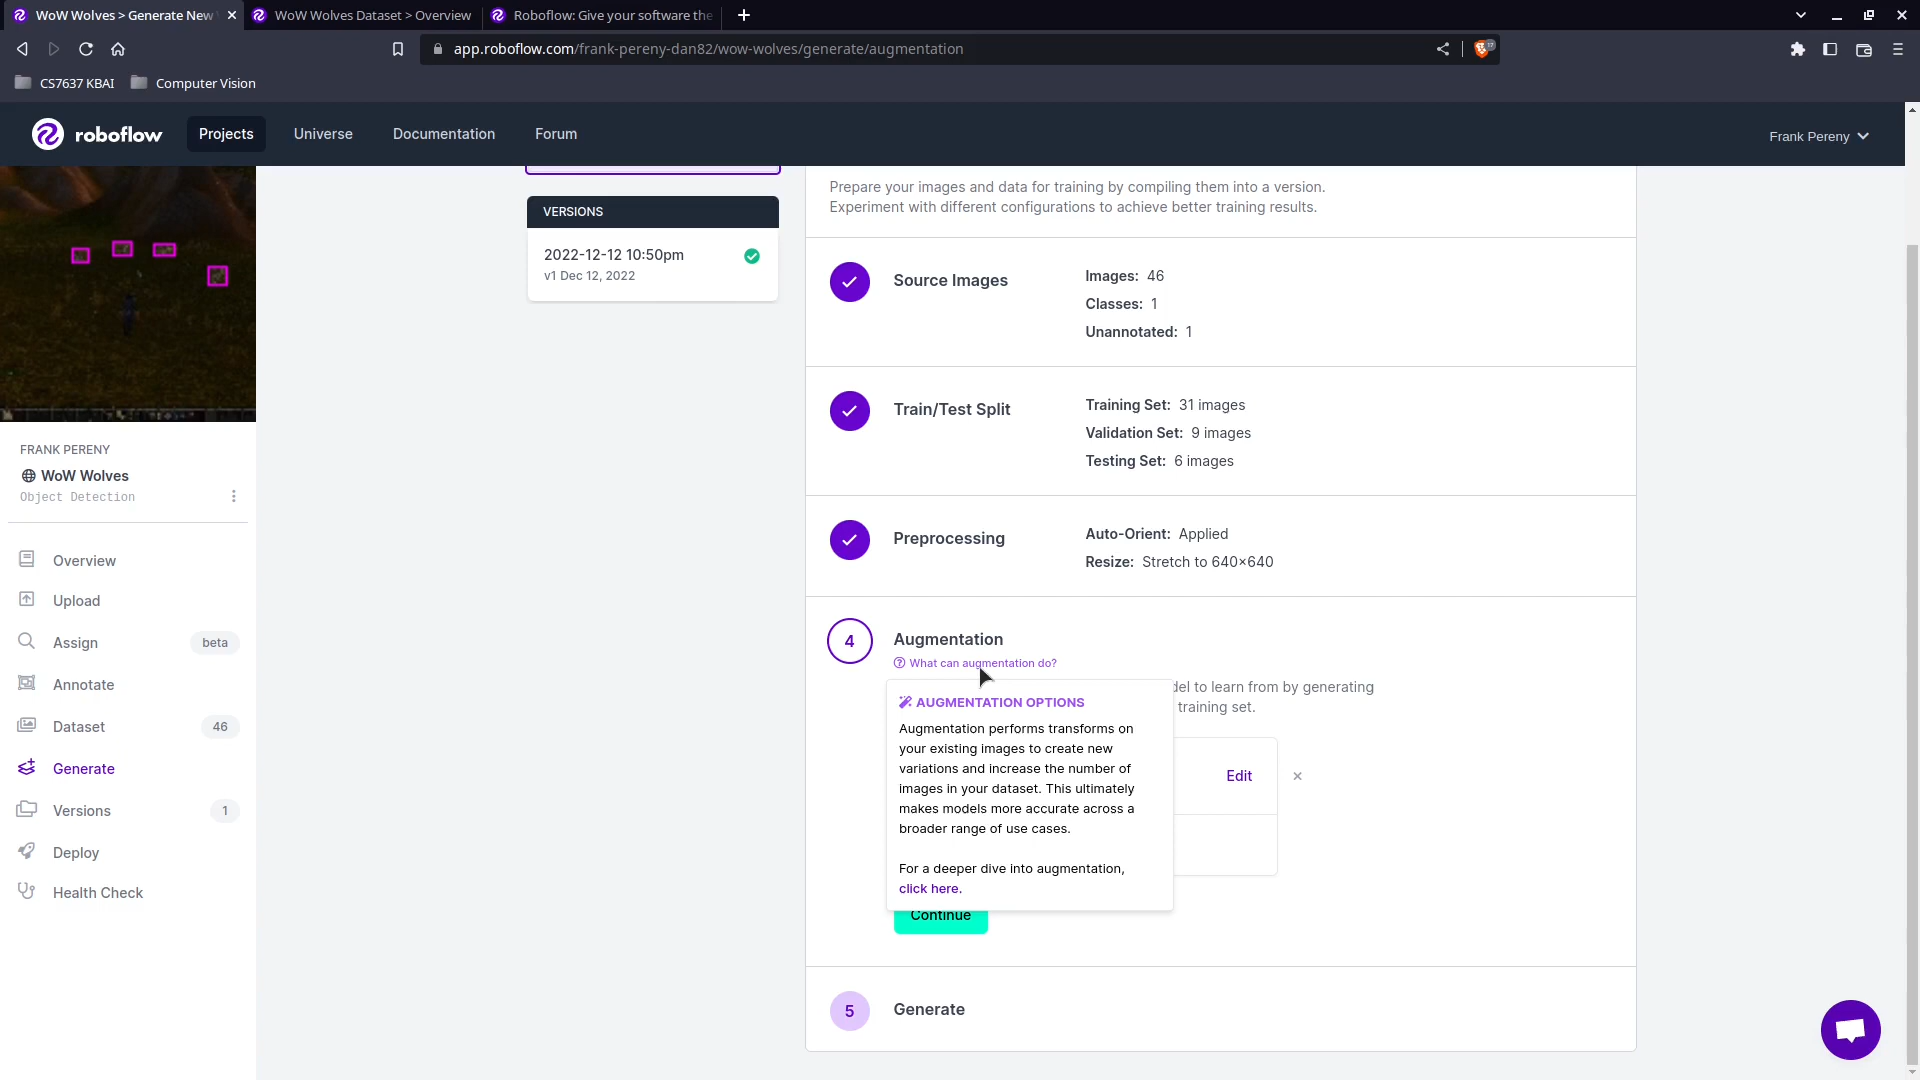 WoW Wolves > Generate New
WoW Wolves Dataset > Overview
Roboflow: Give your software the
app.roboflow.com/frank-pereny-dan82/wow-wolves/generate/augmentation
CS7637 KBAI
Computer Vision
roboflow
Projects
Universe
Documentation
Forum
Frank Pereny
Prepare your images and data for training by compiling them into a version.
Experiment with different configurations to achieve better training results.
VERSIONS
2022-12-12 10:50pm
v1 Dec 12, 2022
Source Images
Images: 46
Classes: 1
Unannotated: 1
Train/Test Split
Training Set: 31 images
Validation Set: 9 images
Testing Set: 6 images
Preprocessing
Auto-Orient: Applied
Resize: Stretch to 640×640
4
Augmentation
What can augmentation do?
to learn from by generating
training set.
AUGMENTATION OPTIONS
Augmentation performs transforms on
your existing images to create new
variations and increase the number of
images in your dataset. This ultimately
makes models more accurate across a
broader range of use cases.
For a deeper dive into augmentation,
click here.
Edit
Continue
5
Generate
FRANK PERENY
WoW Wolves
Object Detection
Overview
Upload
Assign beta
Annotate
Dataset 46
Generate
Versions 1
Deploy
Health Check